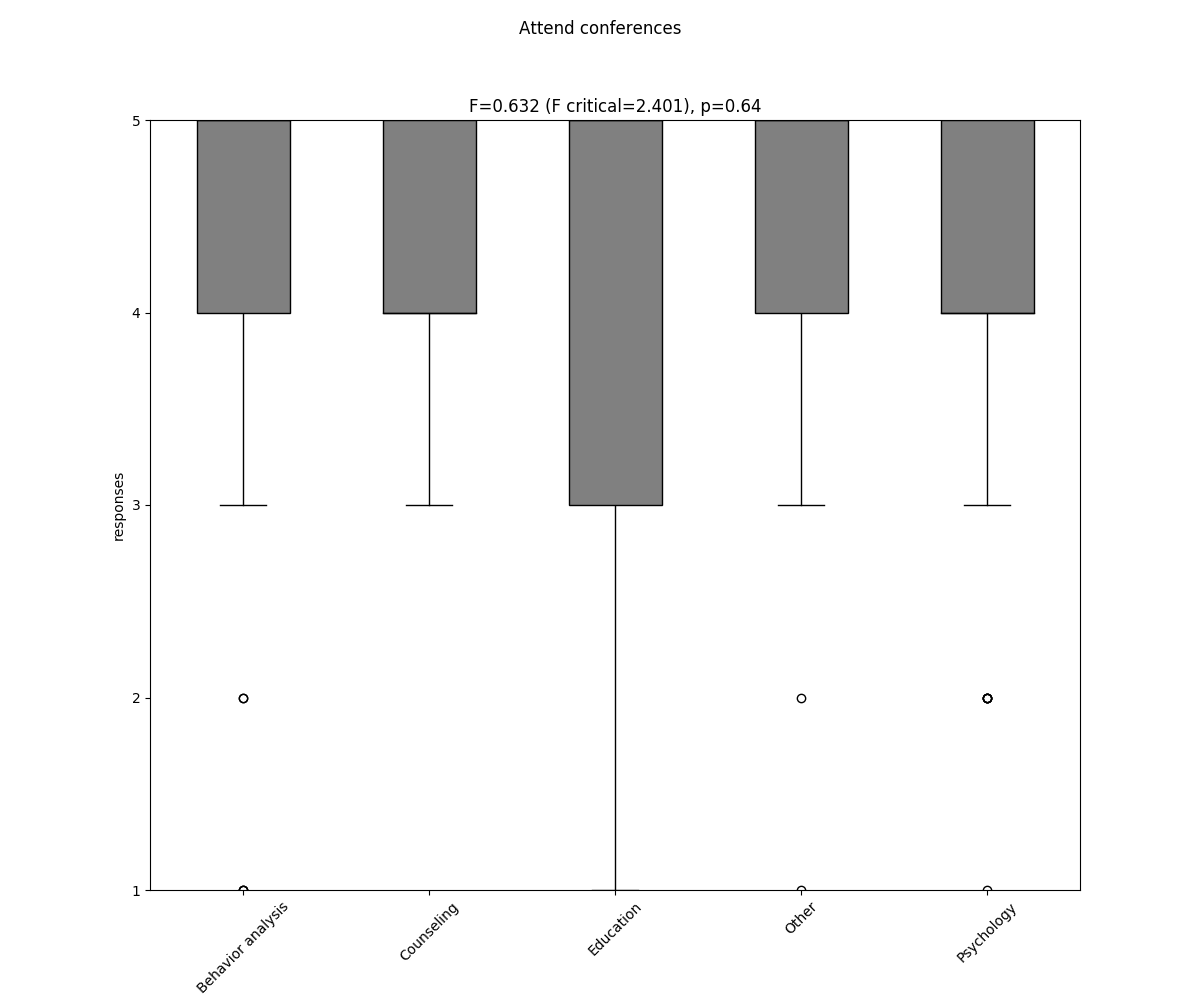 Attend conferences
F=0.632 (F critical=2.401), p=0.64
5
4
3
2
1
responses
Behavior analysis
Counseling
Education
Other
Psychology